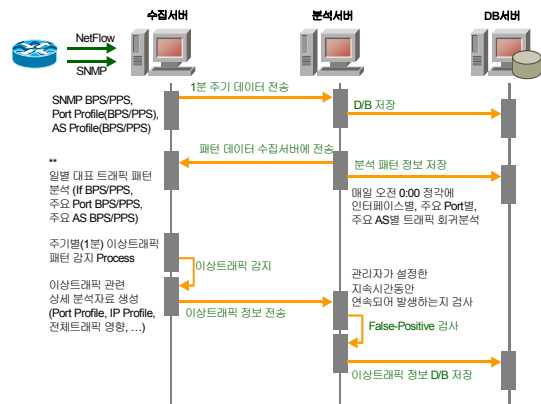 수집서버
분석서버
DB서버
NetFlow
SNMP
1분 주기 데이터 전송
SNMP BPS/PPS,
Port Profile(BPS/PPS),
AS Profile(BPS/PPS)
D/B 저장
패턴 데이터 수집서버에 전송
**
일별 대표 트래픽 패턴
분석 (If BPS/PPS,
주요 Port BPS/PPS,
주요 AS BPS/PPS)
분석 패턴 정보 저장
매일 오전 0:00 정각에
인터페이스별, 주요 Port별,
주요 AS별 트래픽 회귀분석
주기별(1분) 이상트래픽
패턴 감지 Process
이상트래픽 감지
이상트래픽 관련
상세 분석자료 생성
(Port Profile, IP Profile,
전체트래픽 영향, …)
이상트래픽 정보 전송
관리자가 설정한
지속시간동안
연속되어 발생하는지 검사
False-Positive 검사
이상트래픽 정보 D/B 저장